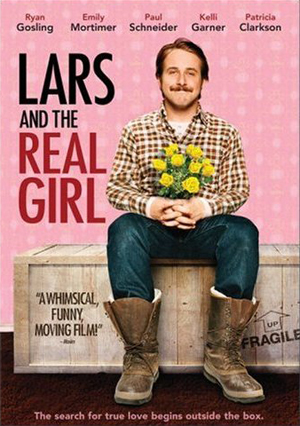 Ryan Gosling
Emily Mortimer
Paul Schneider
Kelli Garner
Patricia Clarkson
LARS
AND THE
REAL
GIRL
"A WHIMSICAL,
FUNNY,
MOVING FILM!"
UP
FRAGILE
The search for true love begins outside the box.